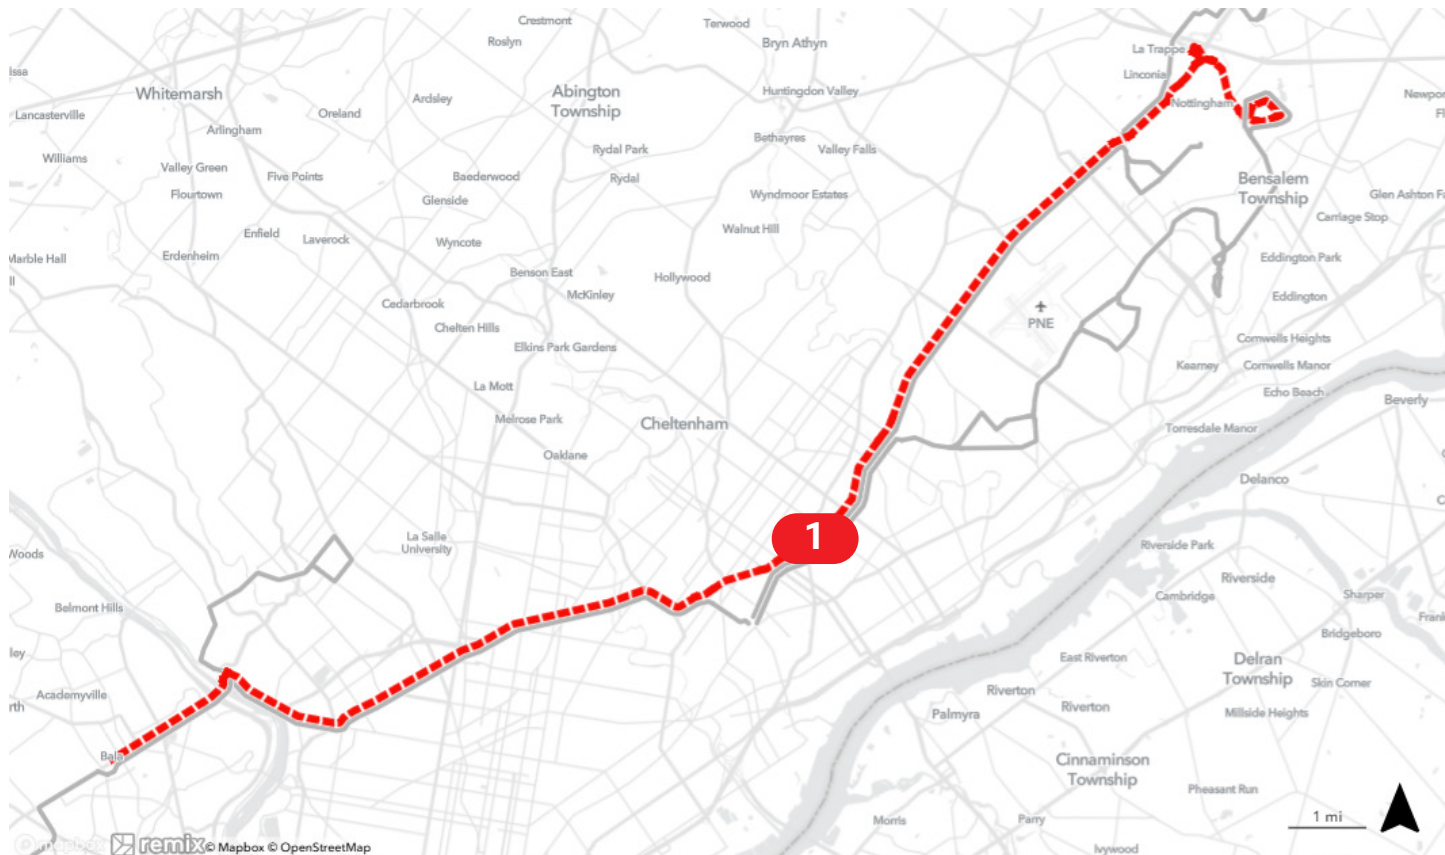 Crestmont
Terwood
Roslyn
Bryn Athyn
La Trappe
Linconia
Whitemarsh
Ardsley
Abington
Township
Huntingdon Valley
Nottingham
Lancasterville
Oreland
Arlingham
Bethayres
Valley Falls
Rydal Park
Williams
Valley Green
Five Points
Baederwood
Rydal
Bensalem
Township
Flourtown
Glenside
Wyndmoor Estates
Carriage Stop
Enfield
Laverock
Wyncote
Walnut Hill
Marble Hall
Erdenheim
Benson East
Hollywood
Eddington Park
McKinley
Eddington
Cedarbrook
PNE
Chelten Hills
Elkins Park Gardens
Cornwells Heights
Kearney
Cornwells Manor
La Mott
Echo Beach
Beverly
Melrose Park
Cheltenham
Torresdale Manor
Oaklane
Delanco
La Salle
University
1
Riverside Park
Riverside
Cambridge
Sharper
Belmont Hills
Bridgeboro
East Riverton
Delran
Township
Skin Corner
Academyville
Riverton
Riverton
Palmyra
Millside Heights
Bala
Cinnaminson
Township
Pheasant Run
Morris
Parry
1 mi
Ivywood
mapbox remix © Mapbox © OpenStreetMap